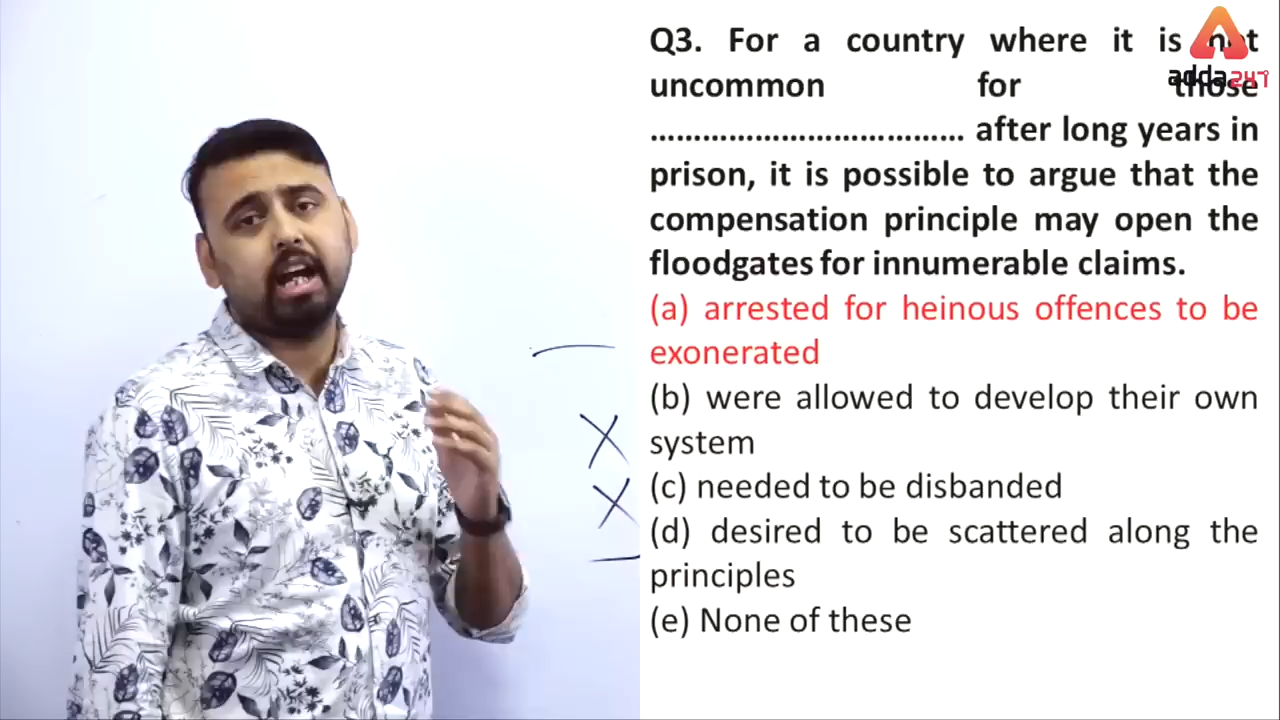 Q3. For a country where it is not
uncommon for those
………………………………. after long years in
prison, it is possible to argue that the
compensation principle may open the
floodgates for innumerable claims.
(a) arrested for heinous offences to be
exonerated
(b) were allowed to develop their own
system
(c) needed to be disbanded
(d) desired to be scattered along the
principles
(e) None of these
adda247
X
X